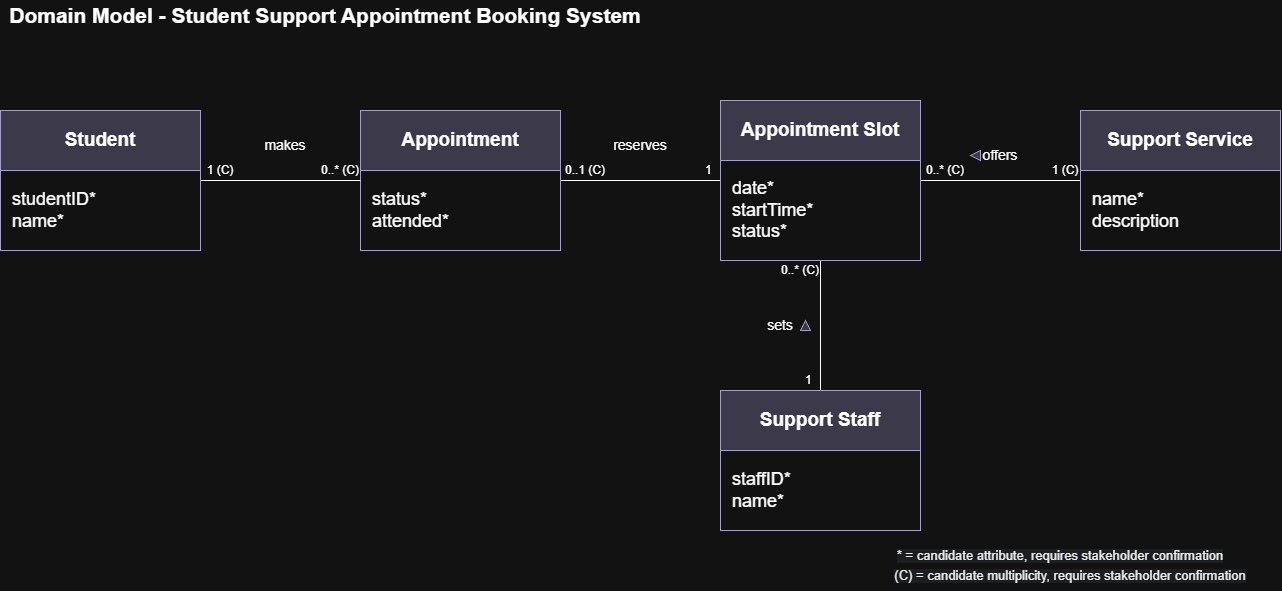 Domain Model - Student Support Appointment Booking System
Student
studentID*
name*
makes
1 (C)
0..* (C)
Appointment
status*
attended*
reserves
0..1 (C)
1
Appointment Slot
date*
startTime*
status*
offers
0..* (C)
1 (C)
Support Service
name*
description
0..* (C)
sets
1
Support Staff
staffID*
name*
* = candidate attribute, requires stakeholder confirmation
(C) = candidate multiplicity, requires stakeholder confirmation